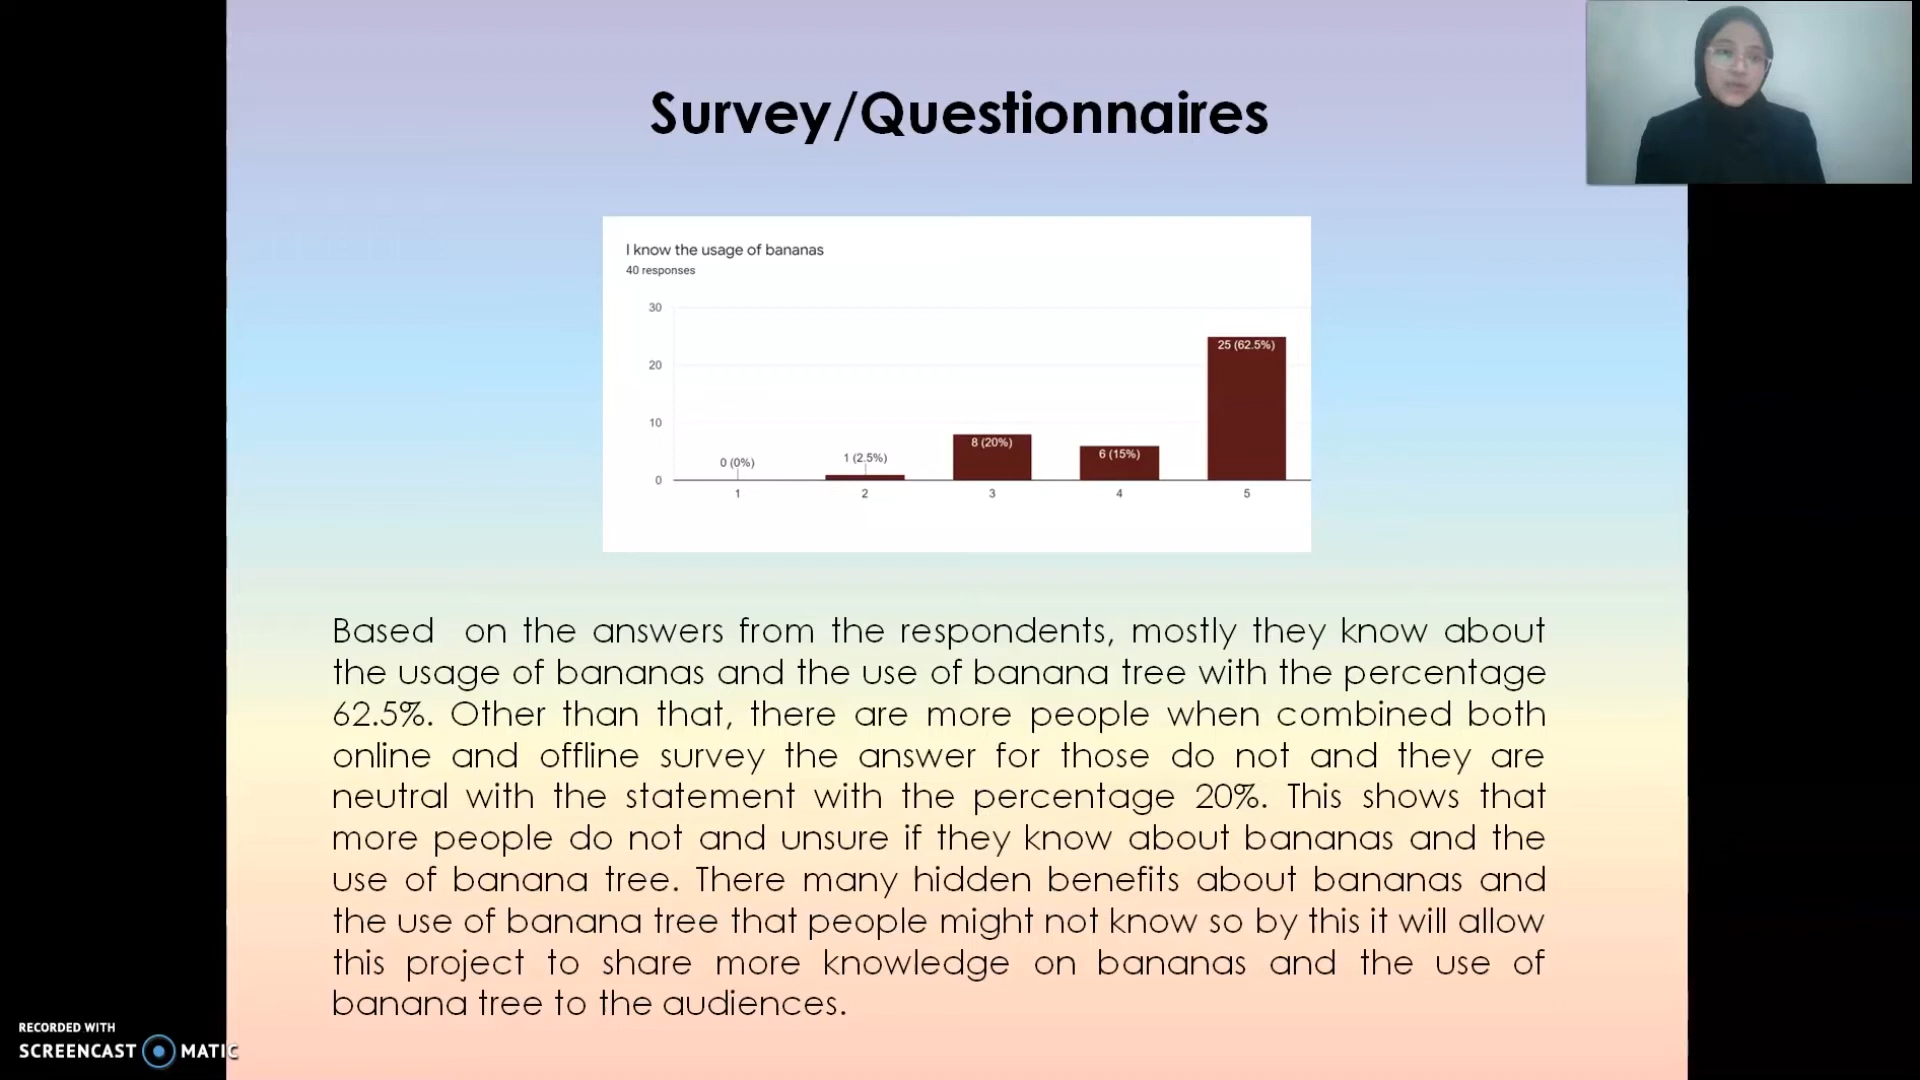 Survey/Questionnaires
I know the usage of bananas
40 responses
30
20
10
0
0 (0%)
1 (2.5%)
8 (20%)
6 (15%)
25 (62.5%)
1
2
3
4
5
Based on the answers from the respondents, mostly they know about
the usage of bananas and the use of banana tree with the percentage
62.5%. Other than that, there are more people when combined both
online and offline survey the answer for those do not and they are
neutral with the statement with the percentage 20%. This shows that
more people do not and unsure if they know about bananas and the
use of banana tree. There many hidden benefits about bananas and
the use of banana tree that people might not know so by this it will allow
this project to share more knowledge on bananas and the use of
banana tree to the audiences.
RECORDED WITH
SCREENCAST MATIC